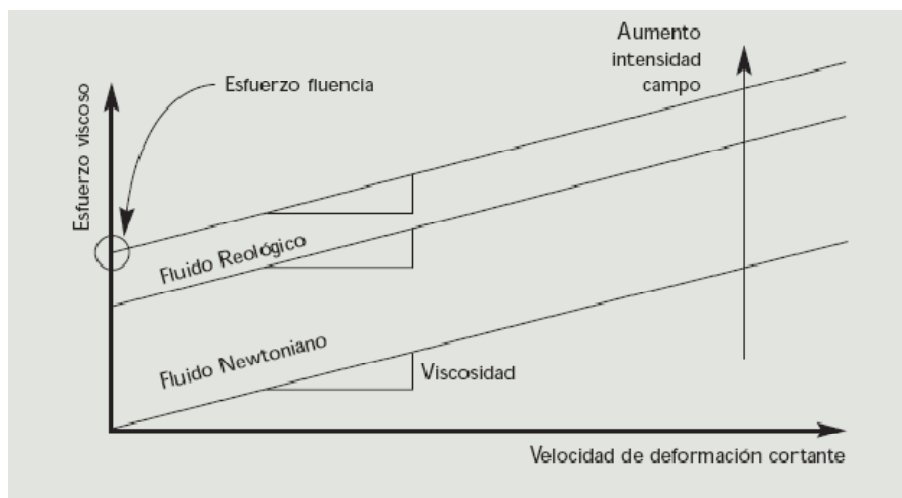 Aumento
intensidad
campo
Esfuerzo fluencia
Esfuerzo viscoso
Fluido Reológico
Fluido Newtoniano
Viscosidad
Velocidad de deformación cortante